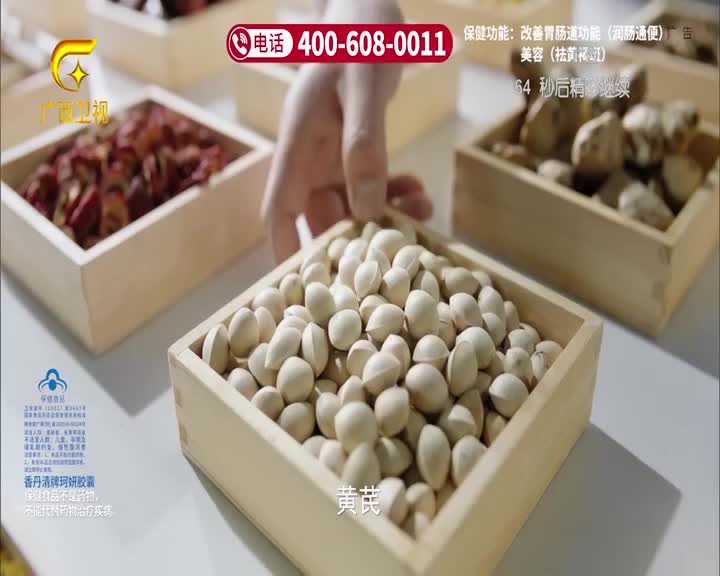 电话 400-608-0011
保健功能：改善胃肠道功能（润肠通便）
广告
美容（祛黄褐斑）
64 秒后精彩继续
广西卫视
保健食品
香丹清牌珂妍胶囊
保健食品不是药物，
不能代替药物治疗疾病。
黄芪